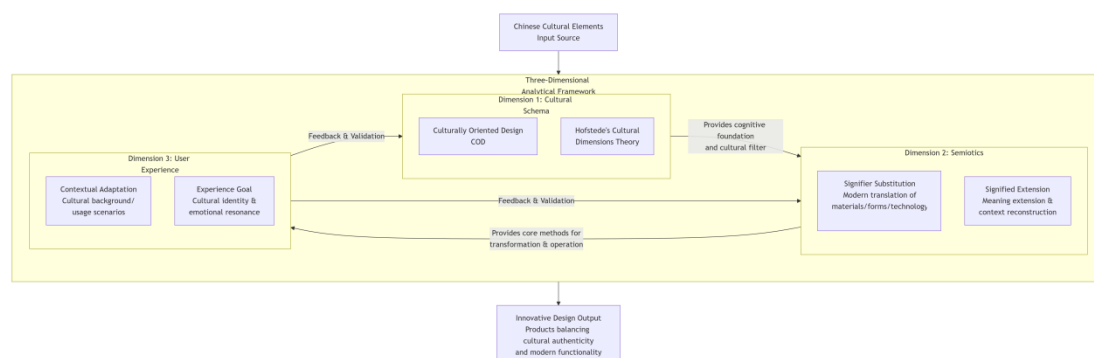 Chinese Cultural Elements
Input Source
Three-Dimensional
Analytical Framework
Dimension 1: Cultural
Schema
Culturally Oriented Design
COD
Hofstede's Cultural
Dimensions Theory
Feedback & Validation
Provides cognitive
foundation
and cultural filter
Dimension 3: User
Experience
Contextual Adaptation
Cultural background/
usage scenarios
Experience Goal
Cultural identity &
emotional resonance
Dimension 2: Semiotics
Signifier Substitution
Modern translation of
materials/forms/technology
Signified Extension
Meaning extension &
context reconstruction
Feedback & Validation
Provides core methods for
transformation & operation
Innovative Design Output
Products balancing
cultural authenticity
and modern functionality